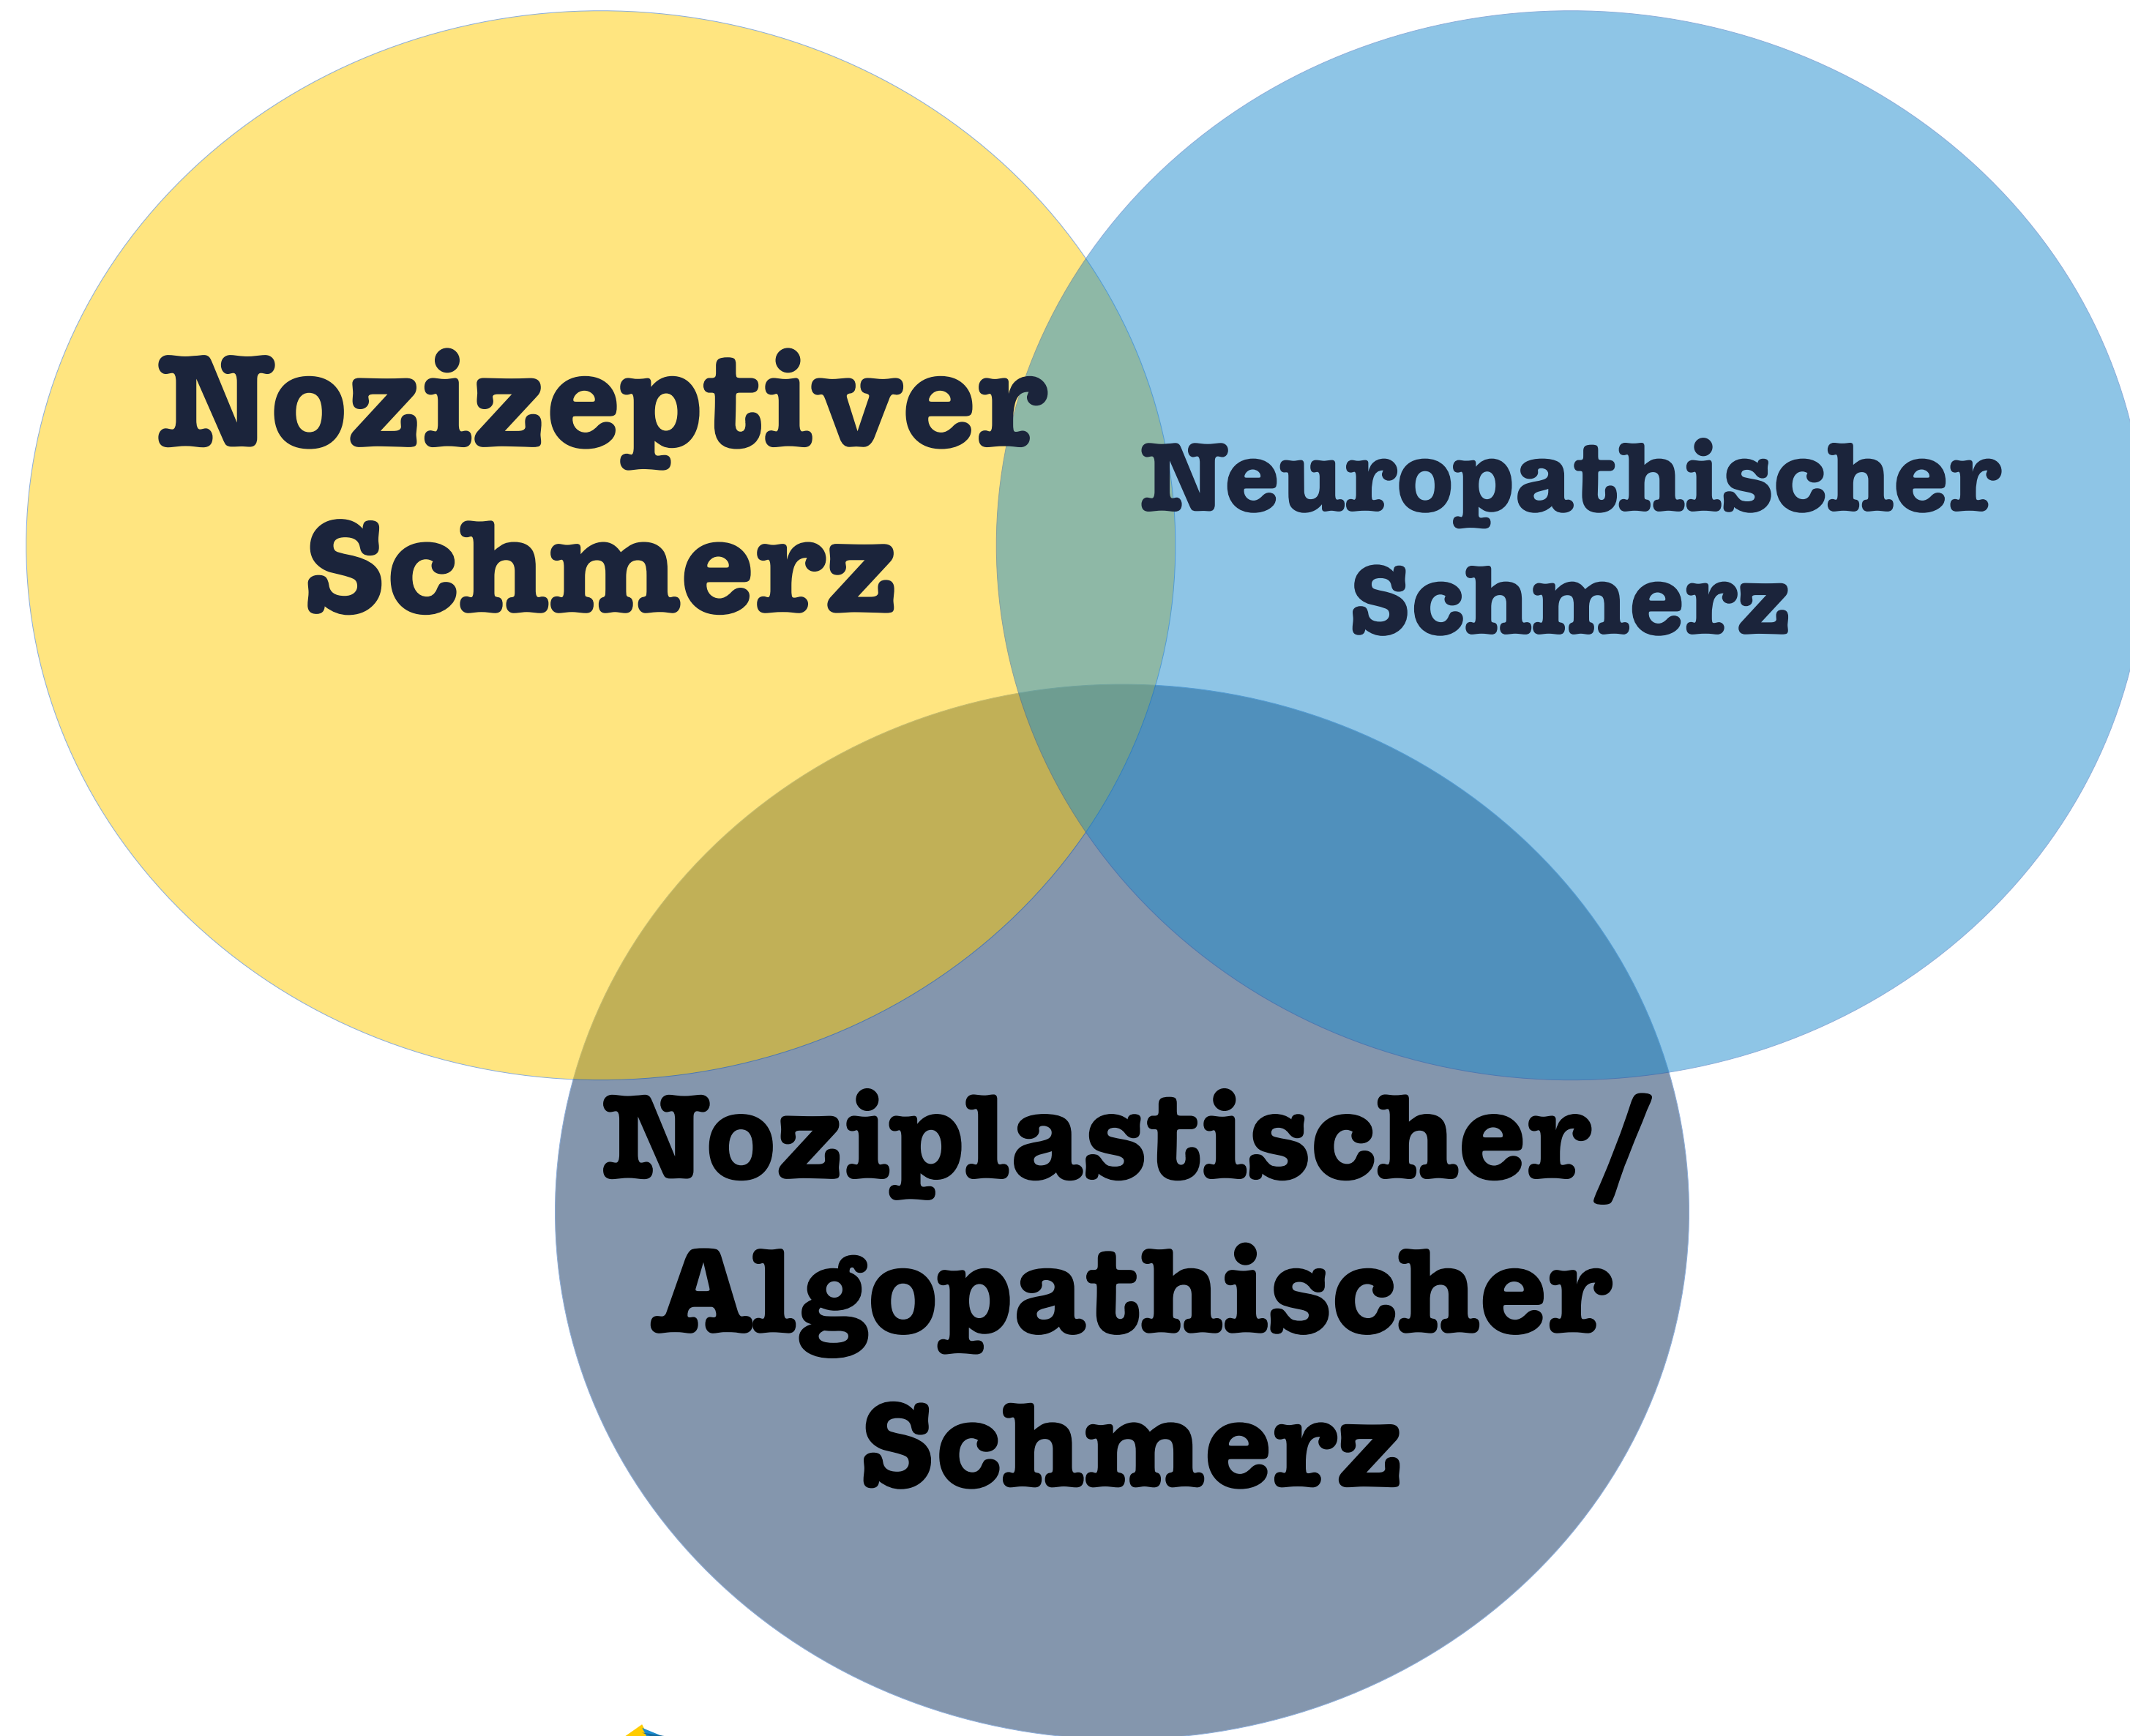 Nozizeptiver
Schmerz
Neuropathischer
Schmerz
Noziplastischer/
Algopathischer
Schmerz